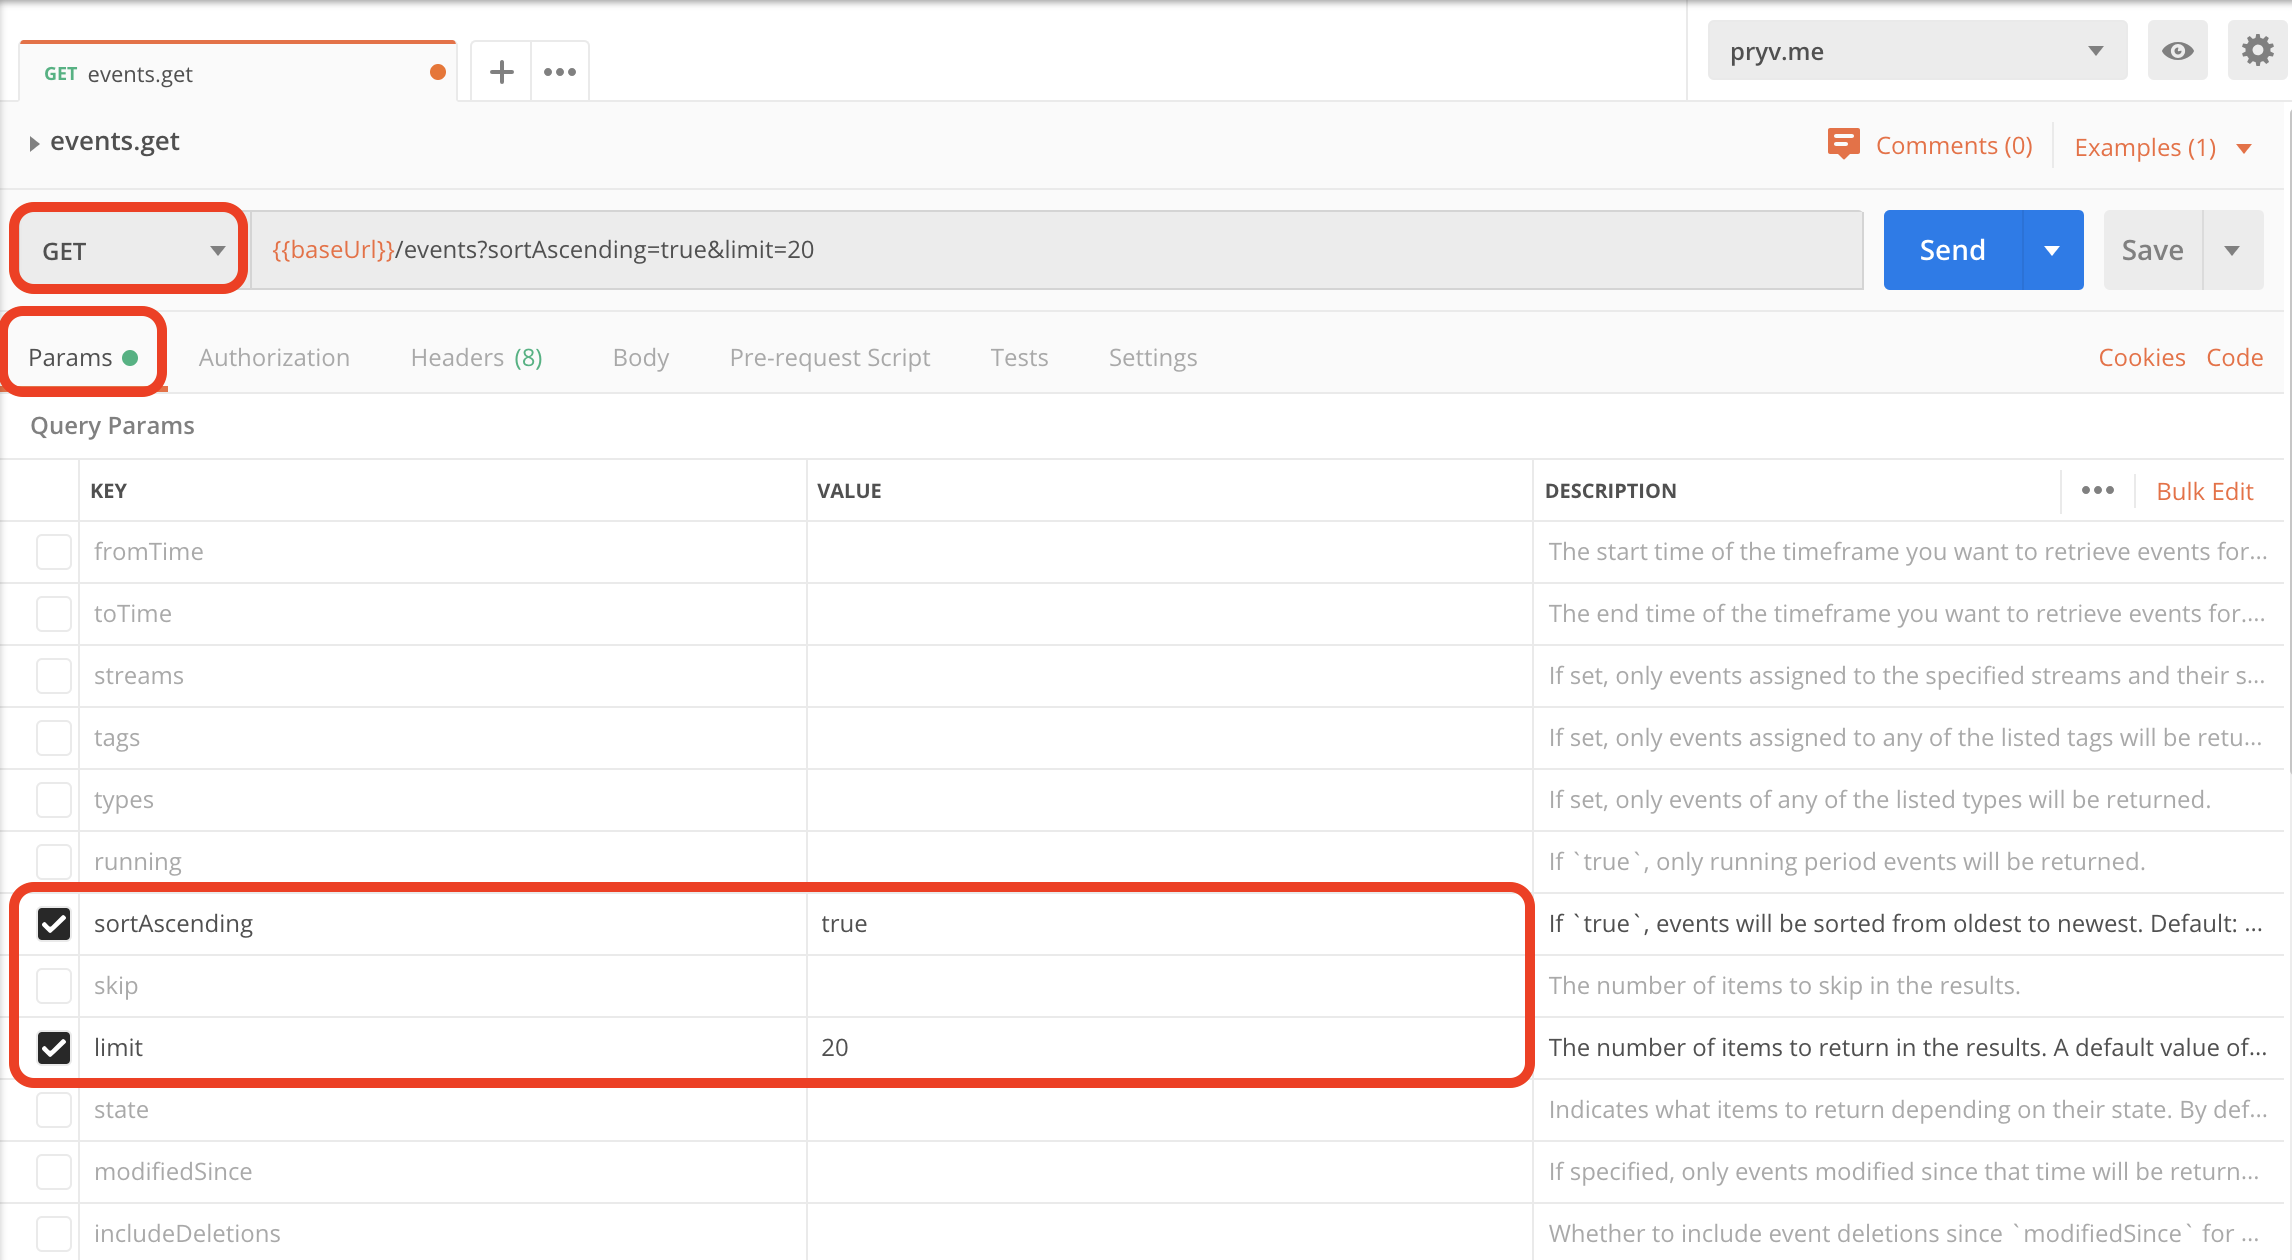 GET events.get
pryv.me
events.get
Comments (0) Examples (1)
GET {{baseUrl}}/events?sortAscending=true&limit=20 Send Save
Params Authorization Headers (8) Body Pre-request Script Tests Settings Cookies Code
Query Params
KEY VALUE DESCRIPTION ••• Bulk Edit
fromTime The start time of the timeframe you want to retrieve events for...
toTime The end time of the timeframe you want to retrieve events for....
streams If set, only events assigned to the specified streams and their s...
tags If set, only events assigned to any of the listed tags will be retu...
types If set, only events of any of the listed types will be returned.
running If `true`, only running period events will be returned.
sortAscending true If `true`, events will be sorted from oldest to newest. Default: ...
skip The number of items to skip in the results.
limit 20 The number of items to return in the results. A default value of...
state Indicates what items to return depending on their state. By def...
modifiedSince If specified, only events modified since that time will be return...
includeDeletions Whether to include event deletions since `modifiedSince` for ...